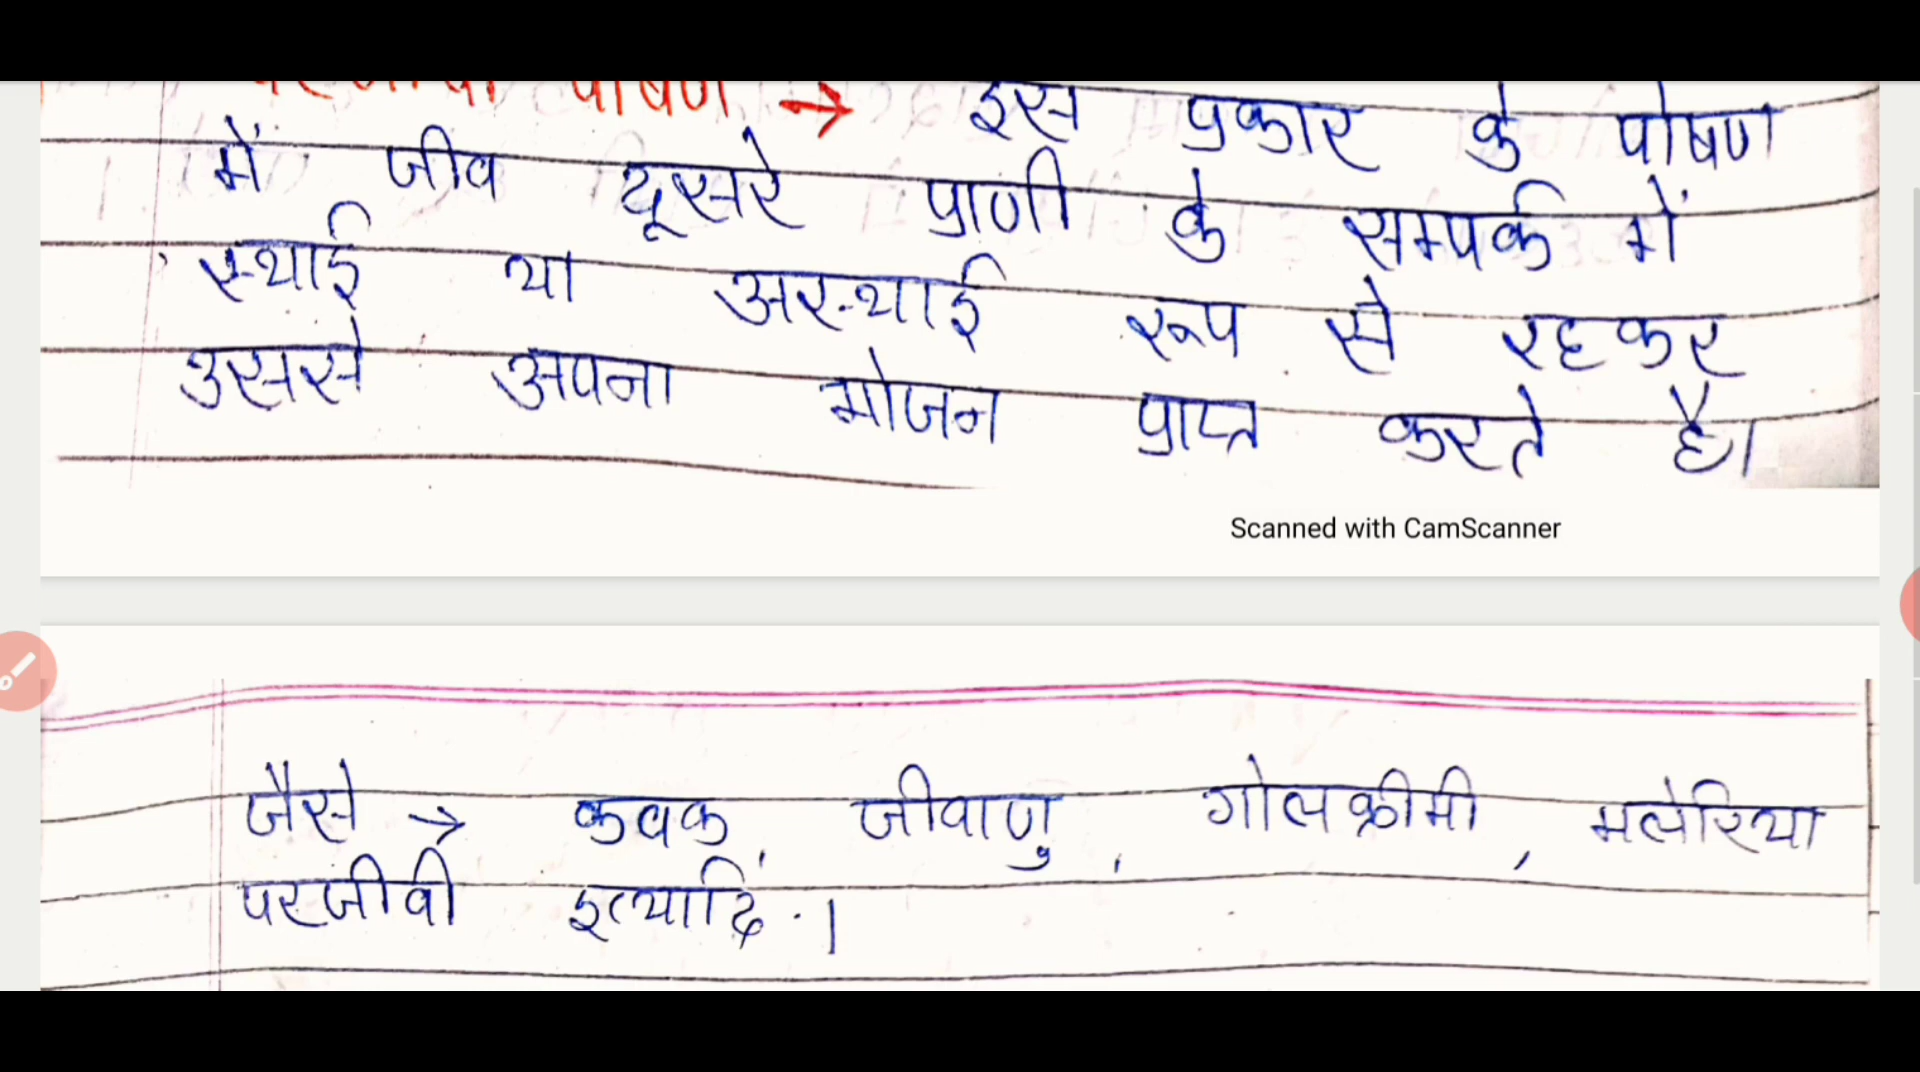 पोषण → इस प्रकार के पोषण
में जीव दूसरे प्राणी के सम्पर्क में
स्थाई या अस्थाई रूप से रहकर
उससे अपना भोजन प्राप्त करते है।
Scanned with CamScanner
जैसे → कवक, जीवाणु, गोलक्रीमी, मलेरिया
परजीवी इत्यादि.।